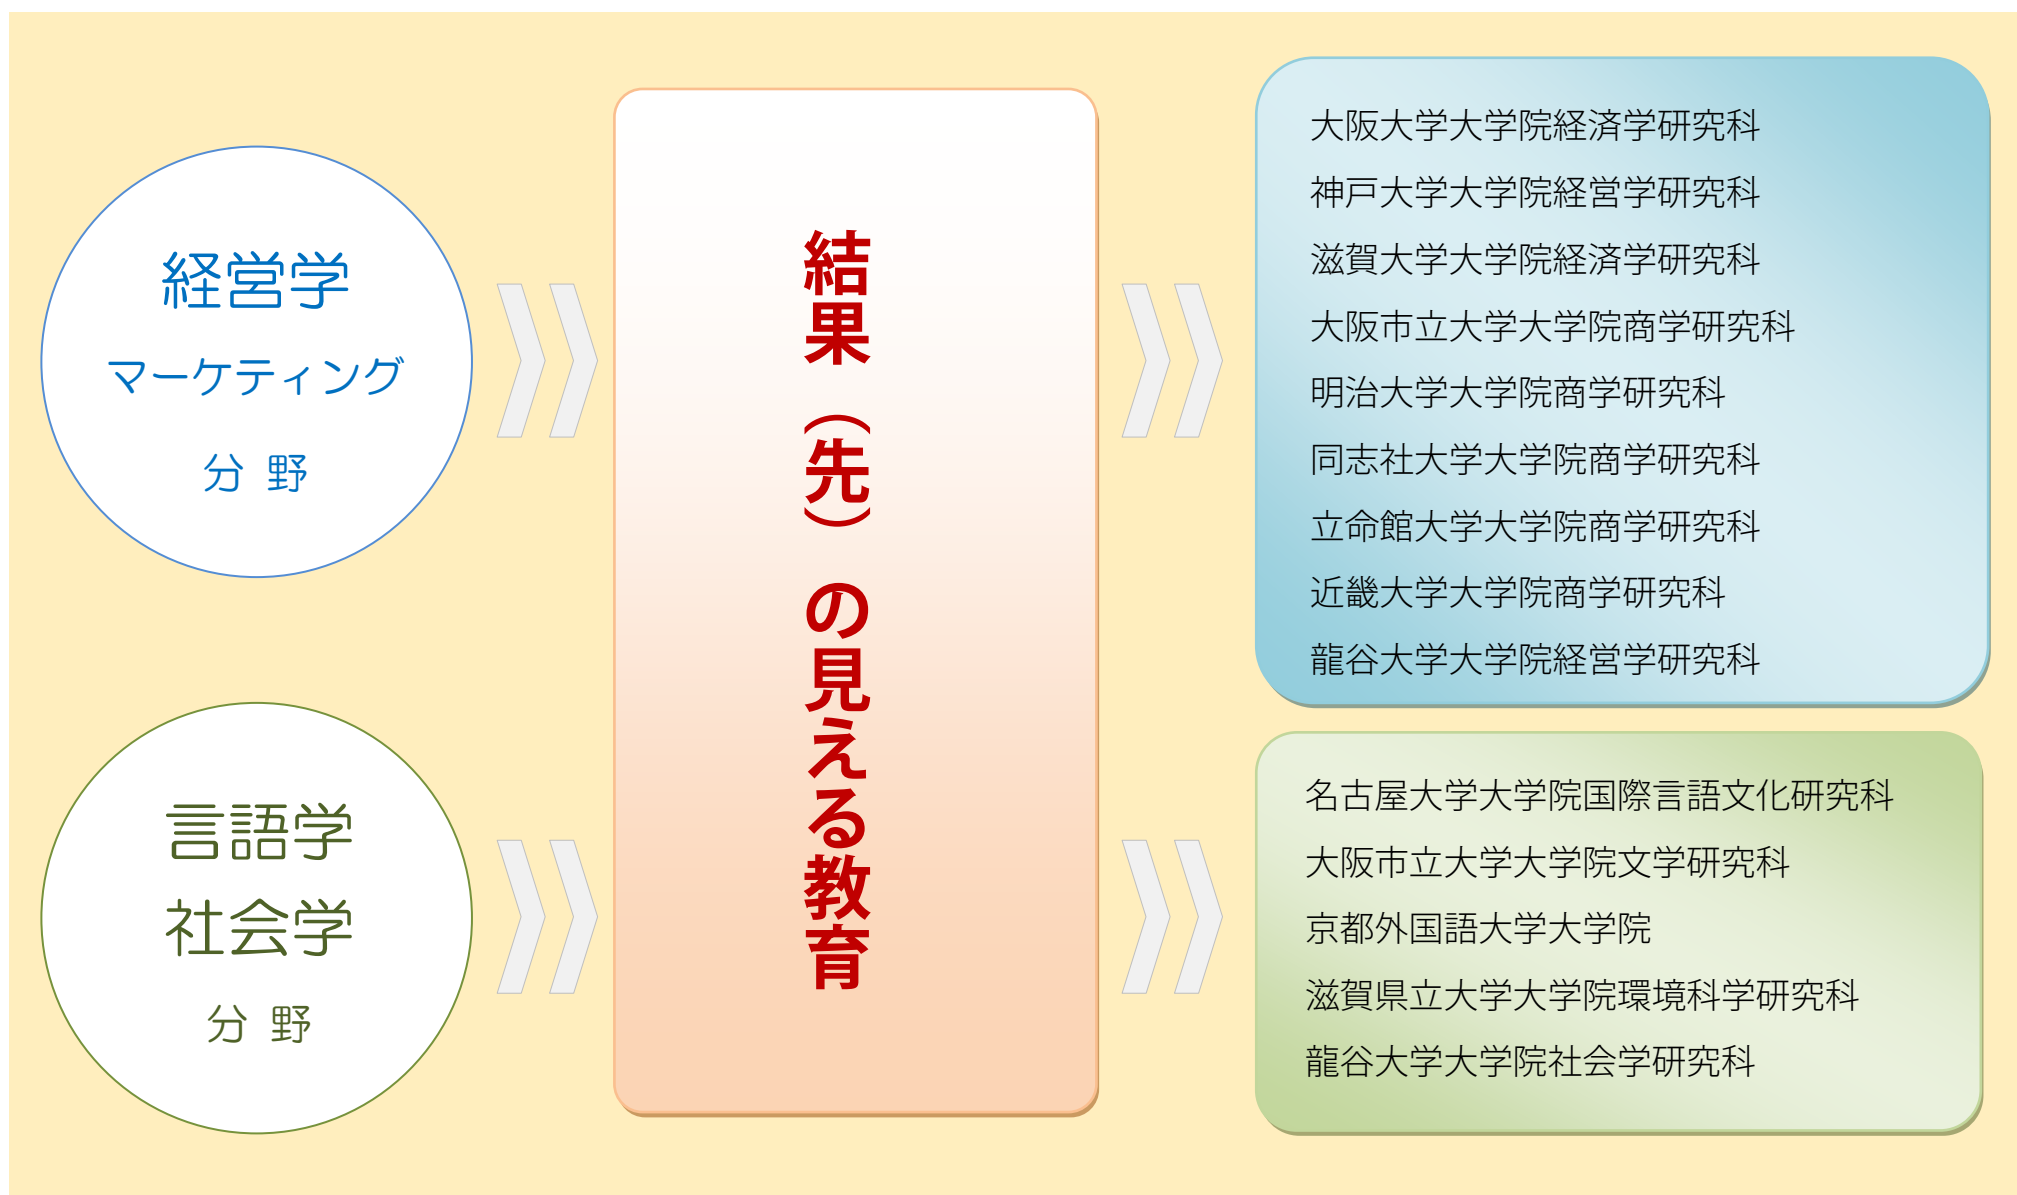 経営学
マーケティング
分 野
言語学
社会学
分 野
結果（先）の見える教育
大阪大学大学院経済学研究科
神戸大学大学院経営学研究科
滋賀大学大学院経済学研究科
大阪市立大学大学院商学研究科
明治大学大学院商学研究科
同志社大学大学院商学研究科
立命館大学大学院商学研究科
近畿大学大学院商学研究科
龍谷大学大学院経営学研究科
名古屋大学大学院国際言語文化研究科
大阪市立大学大学院文学研究科
京都外国語大学大学院
滋賀県立大学大学院環境科学研究科
龍谷大学大学院社会学研究科